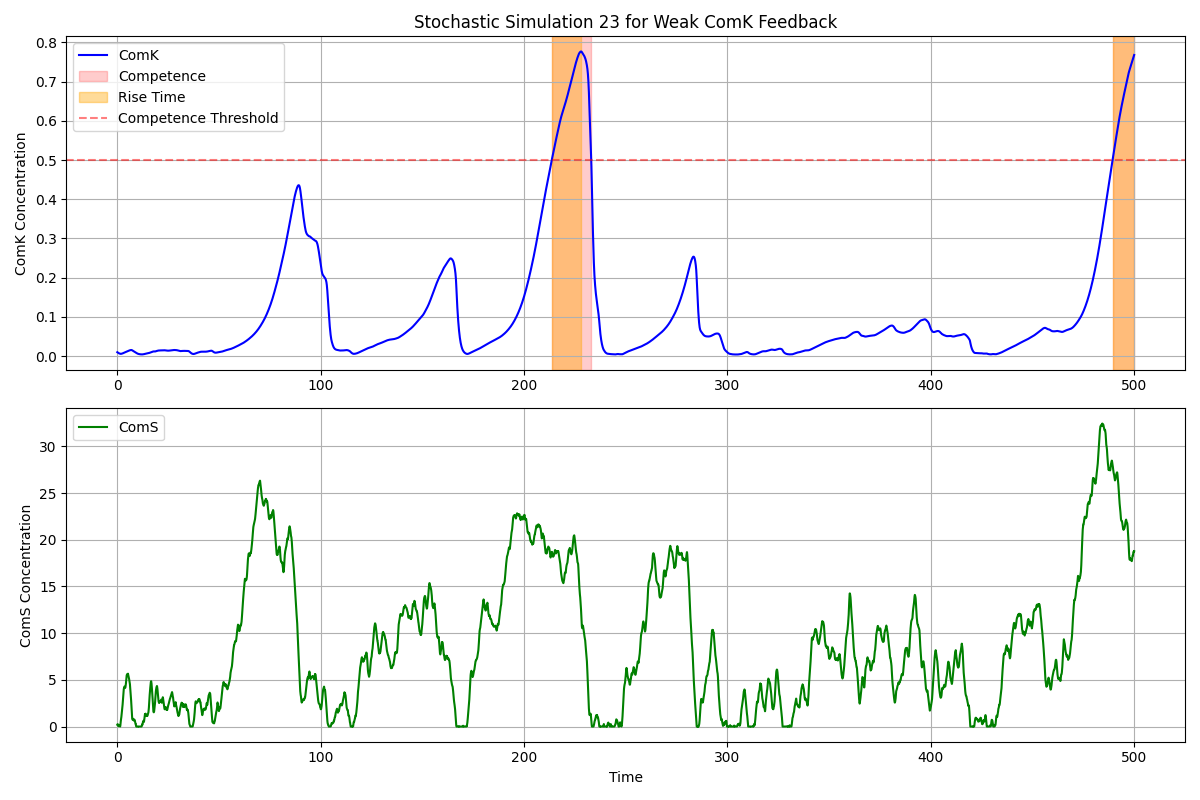 Stochastic Simulation 23 for Weak ComK Feedback
ComK Concentration
0.8
0.7
0.6
0.5
0.4
0.3
0.2
0.1
0.0
ComK
Competence
Rise Time
Competence Threshold
0 100 200 300 400 500
ComS Concentration
30
25
20
15
10
5
0
ComS
0 100 200 300 400 500
Time